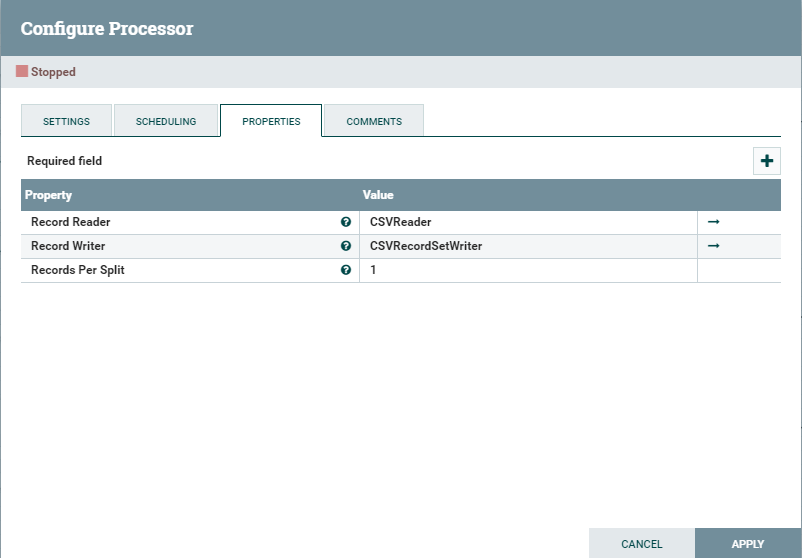 Configure Processor
Stopped
SETTINGS SCHEDULING PROPERTIES COMMENTS
Required field
Property Value
Record Reader CSVReader
Record Writer CSVRecordSetWriter
Records Per Split 1
CANCEL APPLY